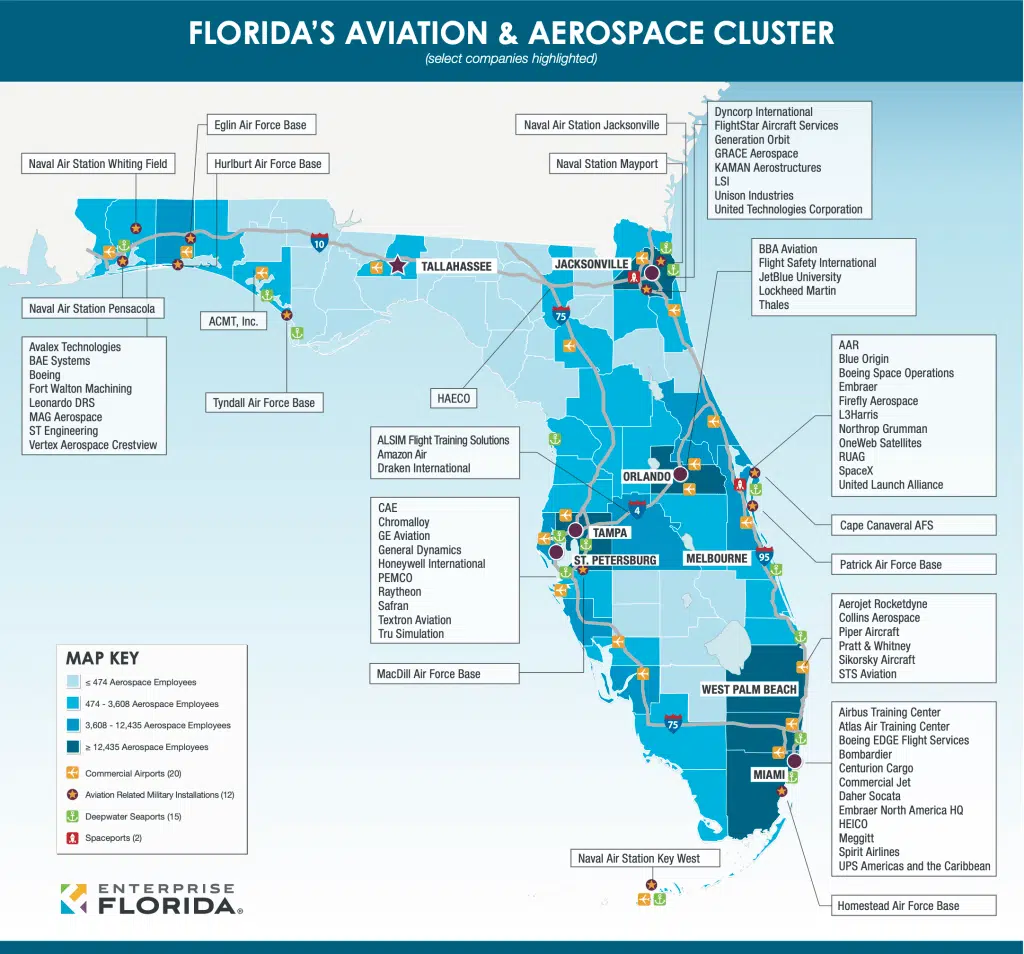 FLORIDA'S AVIATION & AEROSPACE CLUSTER
(select companies highlighted)
Eglin Air Force Base
Naval Air Station Whiting Field
Hurlburt Air Force Base
Naval Air Station Jacksonville
Naval Station Mayport
Dyncorp International
FlightStar Aircraft Services
Generation Orbit
GRACE Aerospace
KAMAN Aerostructures
LSI
Unison Industries
United Technologies Corporation
BBA Aviation
Flight Safety International
JetBlue University
Lockheed Martin
Thales
10
TALLAHASSEE
JACKSONVILLE
Naval Air Station Pensacola
ACMT, Inc.
75
Avalex Technologies
BAE Systems
Boeing
Fort Walton Machining
Leonardo DRS
MAG Aerospace
ST Engineering
Vertex Aerospace Crestview
Tyndall Air Force Base
HAECO
AAR
Blue Origin
Boeing Space Operations
Embraer
Firefly Aerospace
L3Harris
Northrop Grumman
OneWeb Satellites
RUAG
SpaceX
United Launch Alliance
ALSIM Flight Training Solutions
Amazon Air
Draken International
ORLANDO
4
CAE
Chromalloy
GE Aviation
General Dynamics
Honeywell International
PEMCO
Raytheon
Safran
Textron Aviation
Tru Simulation
TAMPA
ST. PETERSBURG
MELBOURNE
95
Cape Canaveral AFS
Patrick Air Force Base
Aerojet Rocketdyne
Collins Aerospace
Piper Aircraft
Pratt & Whitney
Sikorsky Aircraft
STS Aviation
MacDill Air Force Base
WEST PALM BEACH
75
MIAMI
Airbus Training Center
Atlas Air Training Center
Boeing EDGE Flight Services
Bombardier
Centurion Cargo
Commercial Jet
Daher Socata
Embraer North America HQ
HEICO
Meggitt
Spirit Airlines
UPS Americas and the Caribbean
MAP KEY
≤ 474 Aerospace Employees
474 - 3,608 Aerospace Employees
3,608 - 12,435 Aerospace Employees
≥ 12,435 Aerospace Employees
Commercial Airports (20)
Aviation Related Military Installations (12)
Deepwater Seaports (15)
Spaceports (2)
Naval Air Station Key West
Homestead Air Force Base
ENTERPRISE
FLORIDA®